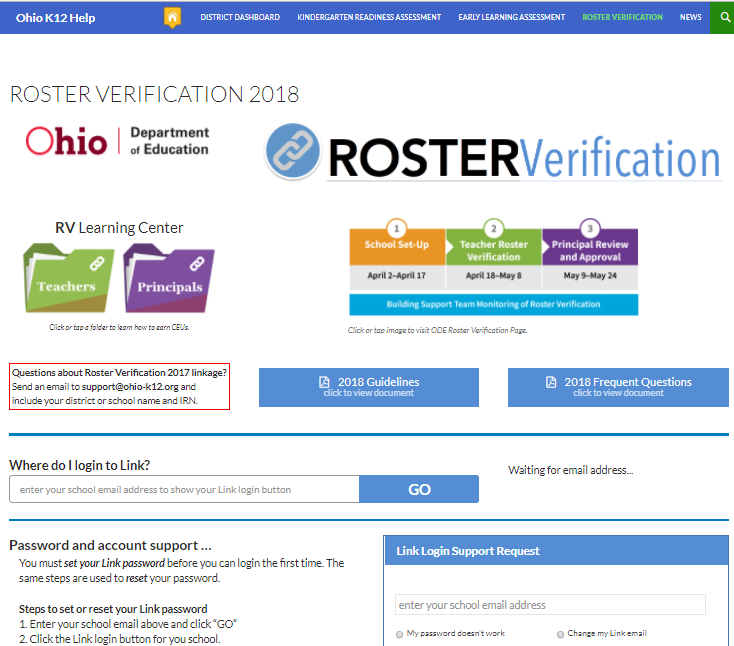 Ohio K12 Help
DISTRICT DASHBOARD
KINDERGARTEN READINESS ASSESSMENT
EARLY LEARNING ASSESSMENT
ROSTER VERIFICATION
NEWS
ROSTER VERIFICATION 2018
Ohio
Department
of Education
ROSTERVerification
RV Learning Center
Teachers
Principals
Click or tap a folder to learn how to earn CEUs.
1
School Set-Up
April 2–April 17
2
Teacher Roster
Verification
April 18–May 8
3
Principal Review
and Approval
May 9–May 24
Building Support Team Monitoring of Roster Verification
Click or tap image to visit ODE Roster Verification Page.
Questions about Roster Verification 2017 linkage?
Send an email to support@ohio-k12.org and
include your district or school name and IRN.
2018 Guidelines
click to view document
2018 Frequent Questions
click to view document
Where do I login to Link?
enter your school email address to show your Link login button
GO
Waiting for email address...
Password and account support ...
You must set your Link password before you can login the first time. The
same steps are used to reset your password.
Steps to set or reset your Link password
1. Enter your school email above and click “GO”
2. Click the Link login button for you school.
Link Login Support Request
enter your school email address
My password doesn't work
Change my Link email